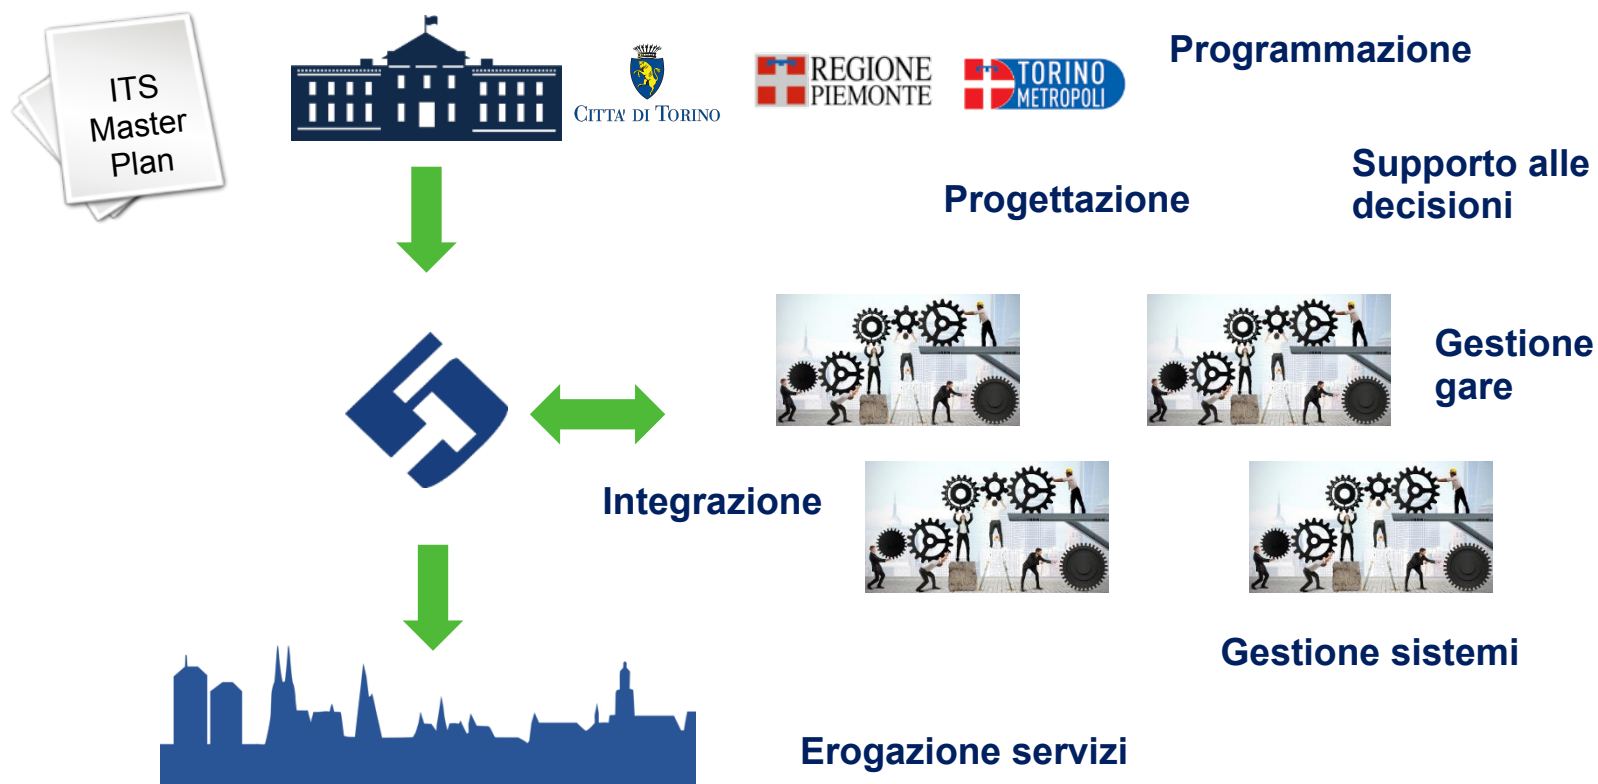 ITS
Master
Plan
CITTA' DI TORINO
REGIONE
PIEMONTE
TORINO
METROPOLI
Programmazione
Supporto alle
decisioni
Progettazione
Gestione
gare
Integrazione
Gestione sistemi
Erogazione servizi